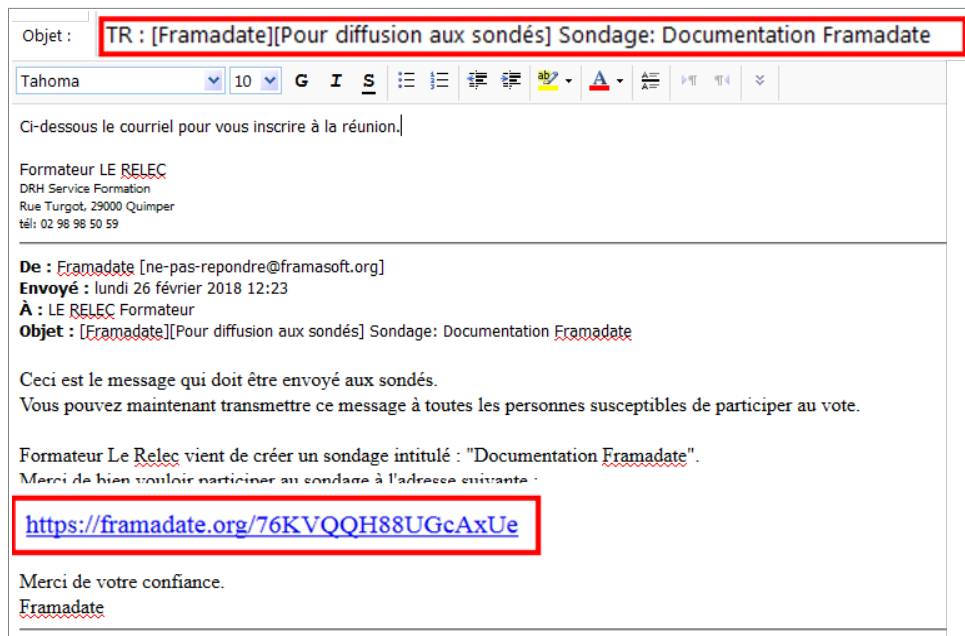 Objet : TR : [Framadate][Pour diffusion aux sondés] Sondage: Documentation Framadate
Tahoma 10 G I S
Ci-dessous le courriel pour vous inscrire à la réunion.
Formateur LE RELEC
DRH Service Formation
Rue Turgot, 29000 Quimper
tél: 02 98 98 50 59
De : Framadate [ne-pas-repondre@framasoft.org]
Envoyé : lundi 26 février 2018 12:23
À : LE RELEC Formateur
Objet : [Framadate][Pour diffusion aux sondés] Sondage: Documentation Framadate
Ceci est le message qui doit être envoyé aux sondés.
Vous pouvez maintenant transmettre ce message à toutes les personnes susceptibles de participer au vote.
Formateur Le Relec vient de créer un sondage intitulé : "Documentation Framadate".
Merci de bien vouloir participer au sondage à l'adresse suivante :
https://framadate.org/76KVQQH88UGcAxUe
Merci de votre confiance.
Framadate